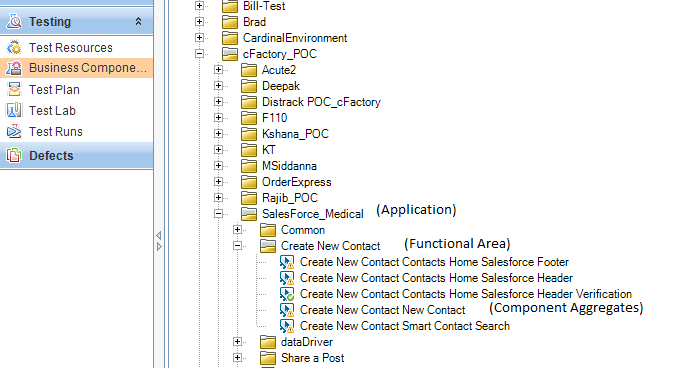 Testing
Test Resources
Business Compone...
Test Plan
Test Lab
Test Runs
Defects
Bill-Test
Brad
CardinalEnvironment
cFactory_POC
Acute2
Deepak
Distrack POC_cFactory
F110
Kshana_POC
KT
MSiddanna
OrderExpress
Rajib_POC
SalesForce_Medical (Application)
Common
Create New Contact (Functional Area)
Create New Contact Contacts Home Salesforce Footer
Create New Contact Contacts Home Salesforce Header
Create New Contact Contacts Home Salesforce Header Verification
Create New Contact New Contact (Component Aggregates)
Create New Contact Smart Contact Search
dataDriver
Share a Post